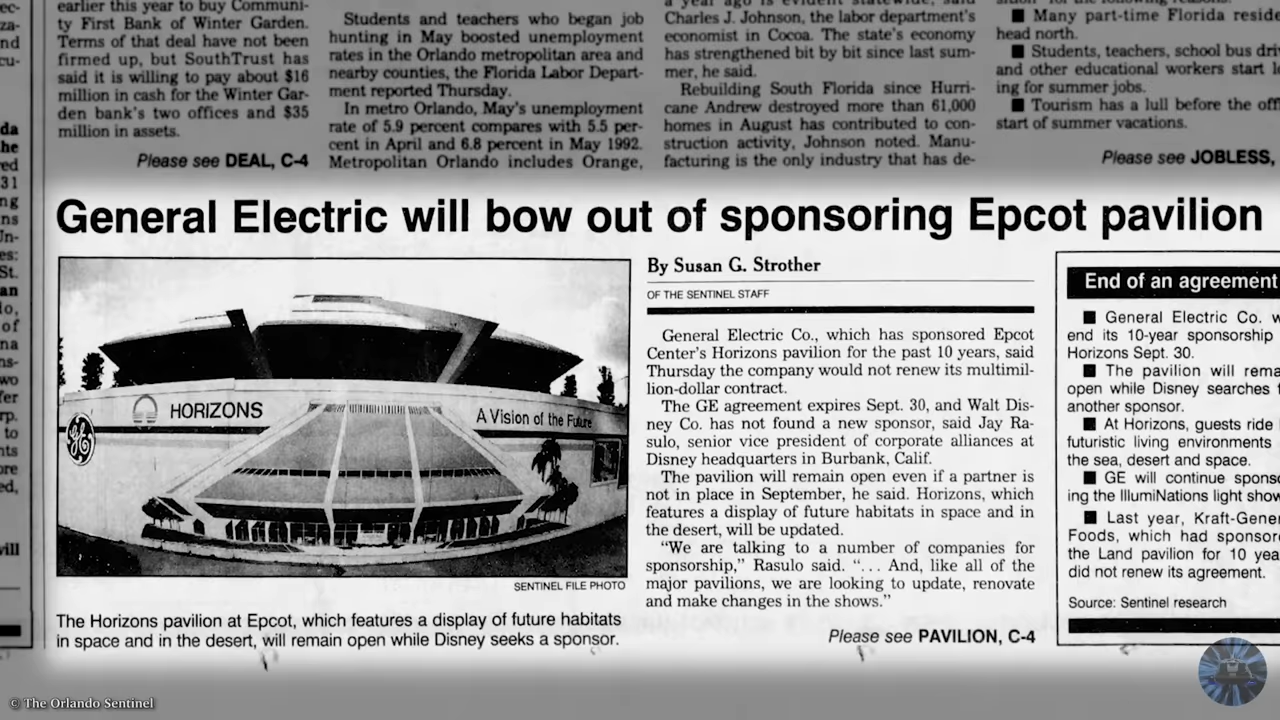 earlier this year to buy Communi-
ty First Bank of Winter Garden.
Terms of that deal have not been
firmed up, but SouthTrust has
said it is willing to pay about $16
million in cash for the Winter Gar-
den bank's two offices and $35
million in assets.
Please see DEAL, C-4
Students and teachers who began job
hunting in May boosted unemployment
rates in the Orlando metropolitan area and
nearby counties, the Florida Labor Depart-
ment reported Thursday.
In metro Orlando, May's unemployment
rate of 5.9 percent compares with 5.5 per-
cent in April and 6.8 percent in May 1992.
Metropolitan Orlando includes Orange,
Charles J. Johnson, the labor department's
economist in Cocoa. The state's economy
has strengthened bit by bit since last sum-
mer, he said.
Rebuilding South Florida since Hurri-
cane Andrew destroyed more than 61,000
homes in August has contributed to con-
struction activity, Johnson noted. Manu-
facturing is the only industry that has de-
■ Many part-time Florida reside
head north.
■ Students, teachers, school bus dri
and other educational workers start l
ing for summer jobs.
■ Tourism has a lull before the offi
start of summer vacations.
Please see JOBLESS,
General Electric will bow out of sponsoring Epcot pavilion
HORIZONS
A Vision of the Future
GE
SENTINEL FILE PHOTO
The Horizons pavilion at Epcot, which features a display of future habitats
in space and in the desert, will remain open while Disney seeks a sponsor.
By Susan G. Strother
OF THE SENTINEL STAFF
General Electric Co., which has sponsored Epcot
Center's Horizons pavilion for the past 10 years, said
Thursday the company would not renew its multimil-
lion-dollar contract.
The GE agreement expires Sept. 30, and Walt Dis-
ney Co. has not found a new sponsor, said Jay Ra-
sulo, senior vice president of corporate alliances at
Disney headquarters in Burbank, Calif.
The pavilion will remain open even if a partner is
not in place in September, he said. Horizons, which
features a display of future habitats in space and in
the desert, will be updated.
“We are talking to a number of companies for
sponsorship,” Rasulo said. “. . . And, like all of the
major pavilions, we are looking to update, renovate
and make changes in the shows.”
Please see PAVILION, C-4
End of an agreement
■ General Electric Co. w
end its 10-year sponsorship
Horizons Sept. 30.
■ The pavilion will rema
open while Disney searches
another sponsor.
■ At Horizons, guests ride
futuristic living environments
the sea, desert and space.
■ GE will continue sponso
ing the IllumiNations light show
■ Last year, Kraft-Gener
Foods, which had sponsore
the Land pavilion for 10 yea
did not renew its agreement.
Source: Sentinel research
© The Orlando Sentinel